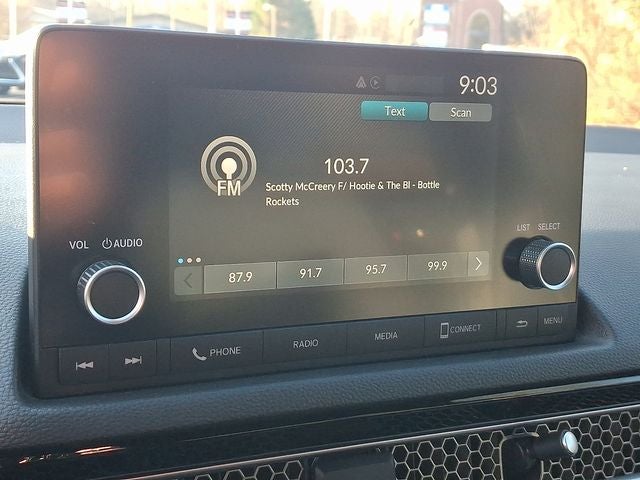 9:03
Text Scan
103.7
FM
Scotty McCreery F/ Hootie & The Bl - Bottle
Rockets
LIST SELECT
VOL AUDIO
87.9 91.7 95.7 99.9
PHONE RADIO MEDIA CONNECT MENU